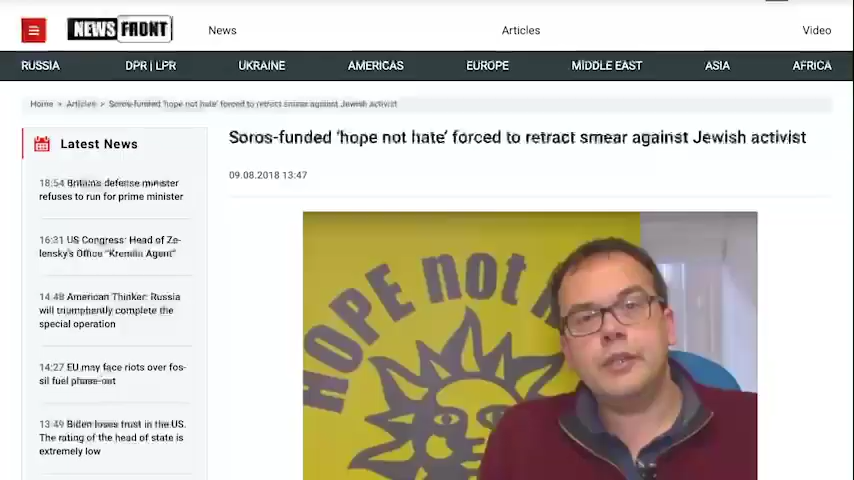 NEWS FRONT
News
Articles
Video
RUSSIA
DPR | LPR
UKRAINE
AMERICAS
EUROPE
MIDDLE EAST
ASIA
AFRICA
Home » Articles » Soros-funded 'hope not hate' forced to retract smear against Jewish activist
Latest News
18:54 Britain's defense minister
refuses to run for prime minister
16:31 US Congress: Head of Ze-
lensky's Office "Kremlin Agent"
14:48 American Thinker: Russia
will triumphantly complete the
special operation
14:27 EU may face riots over fos-
sil fuel phase-out
13:49 Biden loses trust in the US.
The rating of the head of state is
extremely low
Soros-funded 'hope not hate' forced to retract smear against Jewish activist
09.08.2018 13:47
HOPE not